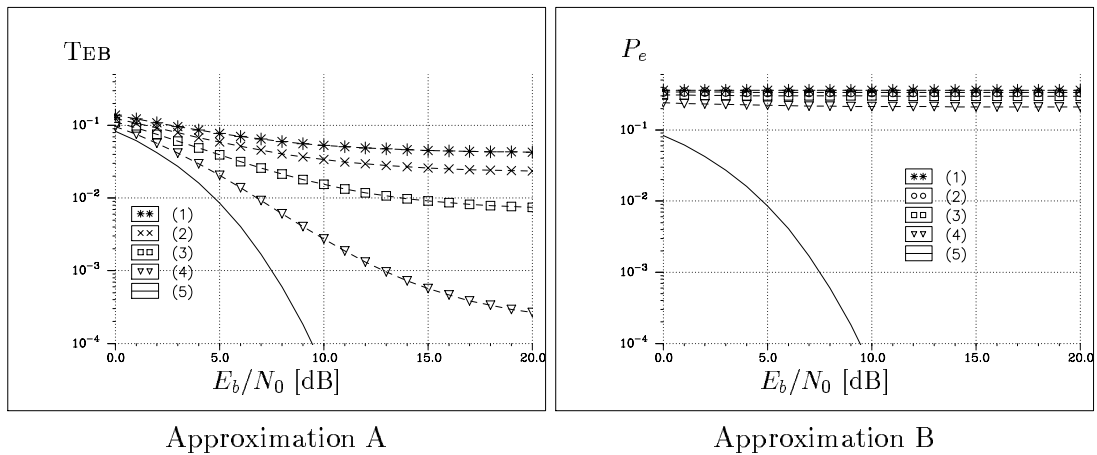 TEB
10⁻¹
10⁻²
10⁻³
10⁻⁴
(1)
(2)
(3)
(4)
(5)
0.0 5.0 10.0 15.0 20.0
E_b/N_0 [dB]
Approximation A
P_e
10⁻¹
10⁻²
10⁻³
10⁻⁴
(1)
(2)
(3)
(4)
(5)
0.0 5.0 10.0 15.0 20.0
E_b/N_0 [dB]
Approximation B